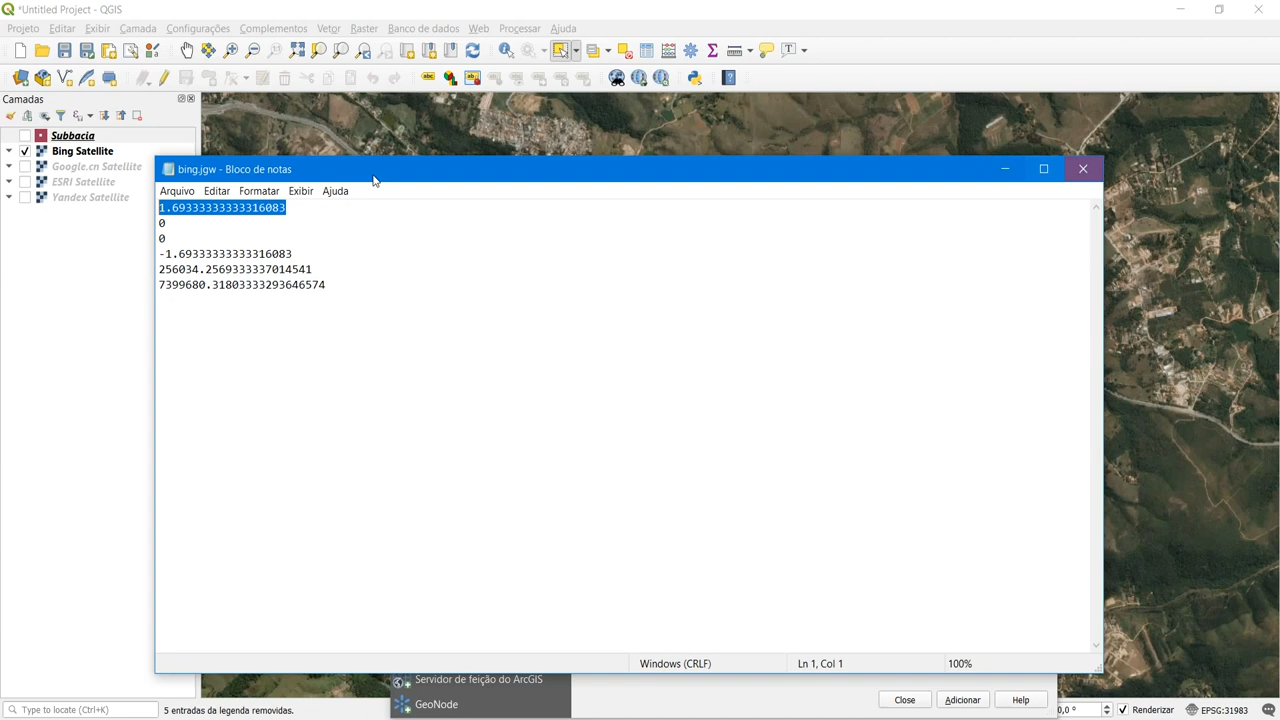 *Untitled Project - QGIS
Projeto Editar Exibir Camada Configurações Complementos Vetor Raster Banco de dados Web Processar Ajuda
Camadas
Subbacia
Bing Satellite
Google.cn Satellite
ESRI Satellite
Yandex Satellite
bing.jgw - Bloco de notas
Arquivo Editar Formatar Exibir Ajuda
1.69333333333316083
0
0
-1.69333333333316083
256034.2569333337014541
7399680.31803333293646574
Windows (CRLF) Ln 1, Col 1 100%
Servidor de feição do ArcGIS
GeoNode
Close Adicionar Help
Type to locate (Ctrl+K) 5 entradas da legenda removidas. 0,0 ° Renderizar EPSG:31983